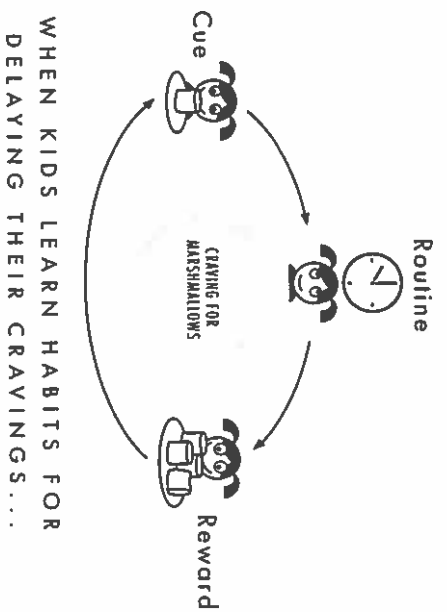 Routine
Cue
CRAVING FOR
MARSHMALLOWS
Reward
WHEN KIDS LEARN HABITS FOR
DELAYING THEIR CRAVINGS...